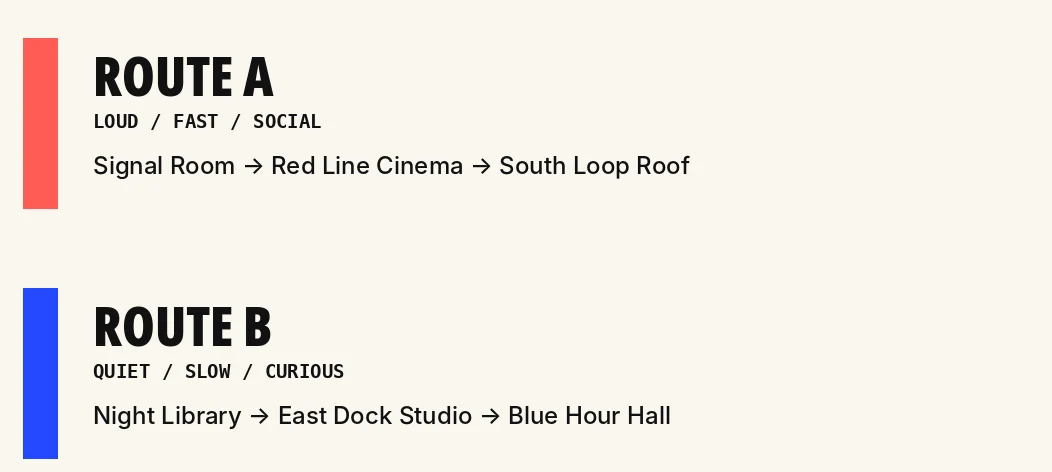 ROUTE A
LOUD / FAST / SOCIAL
Signal Room → Red Line Cinema → South Loop Roof
ROUTE B
QUIET / SLOW / CURIOUS
Night Library → East Dock Studio → Blue Hour Hall